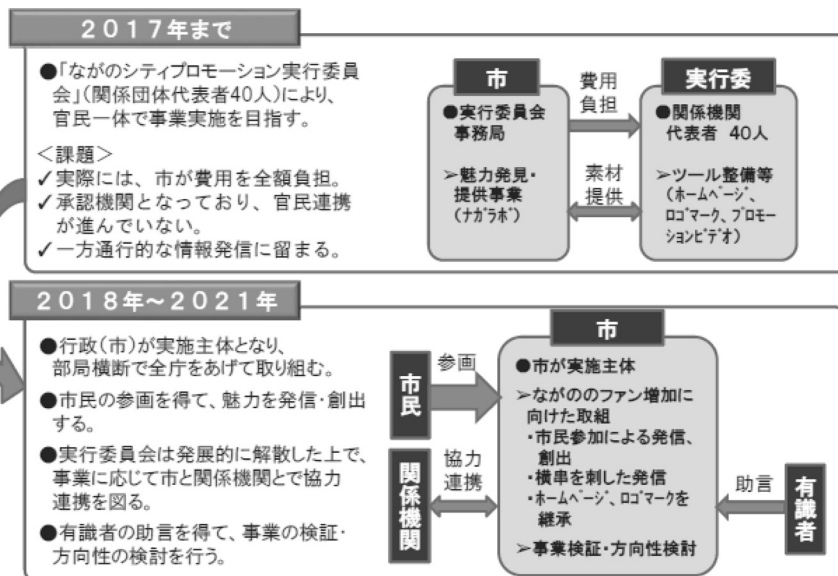 2017年まで
●「ながのシティプロモーション実行委員
会」(関係団体代表者40人)により、
官民一体で事業実施を目指す。
＜課題＞
✓実際には、市が費用を全額負担。
✓承認機関となっており、官民連携
が進んでいない。
✓一方通行的な情報発信に留まる。
市
●実行委員会
事務局
➢魅力発見・
提供事業
(ナガラボ)
費用
負担
素材
提供
実行委
●関係機関
代表者 40人
➢ツール整備等
(ホームページ、
ロゴマーク、プロモー
ションビデオ)
2018年～2021年
●行政(市)が実施主体となり、
部局横断で全庁をあげて取り組む。
●市民の参画を得て、魅力を発信・創出
する。
●実行委員会は発展的に解散した上で、
事業に応じて市と関係機関とで協力
連携を図る。
●有識者の助言を得て、事業の検証・
方向性の検討を行う。
市民
参画
関係機関
協力
連携
市
●市が実施主体
➢ながののファン増加に
向けた取組
・市民参加による発信、
創出
・横串を刺した発信
・ホームページ、ロゴマークを
継承
➢事業検証・方向性検討
助言
有識者